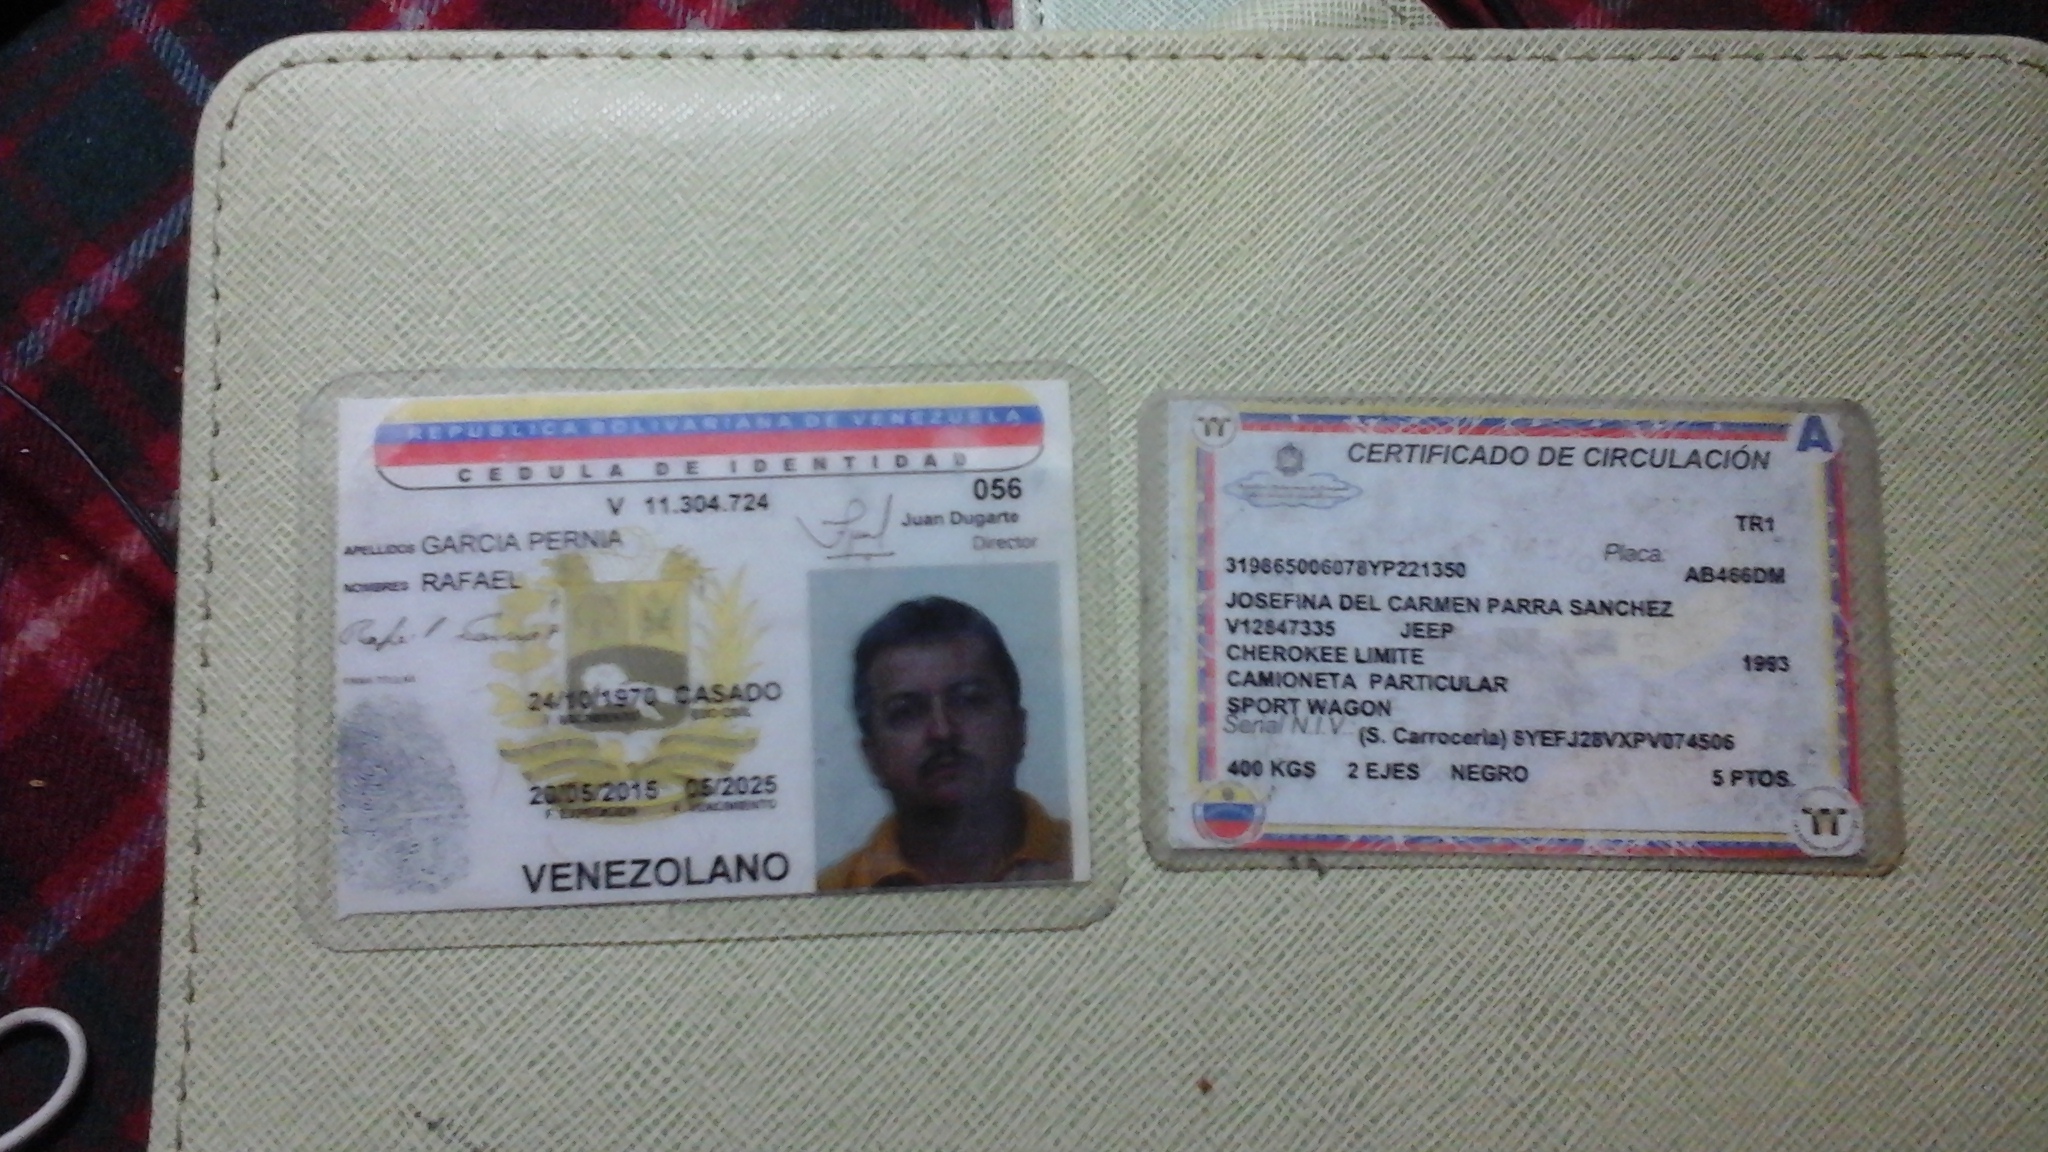 REPUBLICA BOLIVARIANA DE VENEZUELA
CEDULA DE IDENTIDAD
V 11.304.724
056
Juan Dugarte
Director
APELLIDOS GARCIA PERNIA
NOMBRES RAFAEL
24/10/1970 CASADO
20/05/2015 05/2025
F. VENCIMIENTO
VENEZOLANO
A
CERTIFICADO DE CIRCULACIÓN
TR1
Placa:
319865006078YP221350 AB466DM
JOSEFINA DEL CARMEN PARRA SANCHEZ
V12847335 JEEP
CHEROKEE LIMITE 1993
CAMIONETA PARTICULAR
SPORT WAGON
Serial N.I.V. (S. Carroceria) 8YEFJ28VXPV074506
400 KGS 2 EJES NEGRO 5 PTOS.